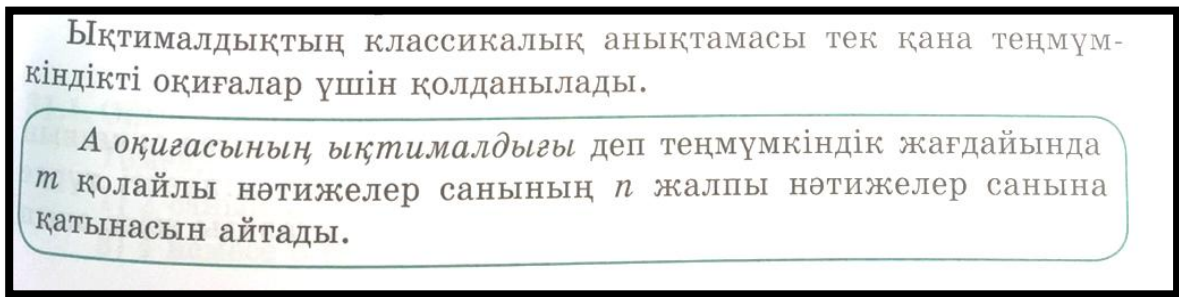 Ықтималдықтың классикалық анықтамасы тек қана теңмүм-
кіндікті оқиғалар үшін қолданылады.
А оқиғасының ықтималдығы деп теңмүмкіндік жағдайында
m қолайлы нәтижелер санының n жалпы нәтижелер санына
қатынасын айтады.